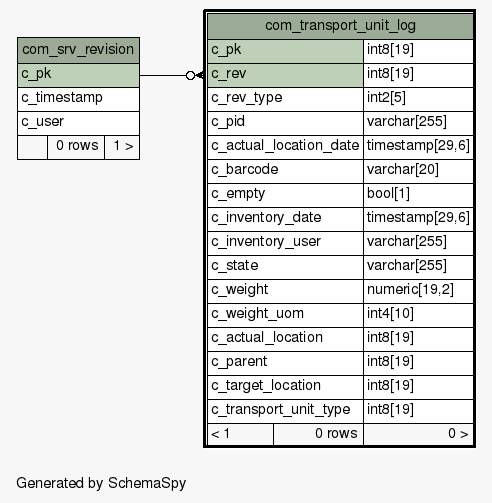 com_srv_revision
c_pk
c_timestamp
c_user
0 rows 1 >
com_transport_unit_log
c_pk int8[19]
c_rev int8[19]
c_rev_type int2[5]
c_pid varchar[255]
c_actual_location_date timestamp[29,6]
c_barcode varchar[20]
c_empty bool[1]
c_inventory_date timestamp[29,6]
c_inventory_user varchar[255]
c_state varchar[255]
c_weight numeric[19,2]
c_weight_uom int4[10]
c_actual_location int8[19]
c_parent int8[19]
c_target_location int8[19]
c_transport_unit_type int8[19]
< 1 0 rows 0 >
Generated by SchemaSpy